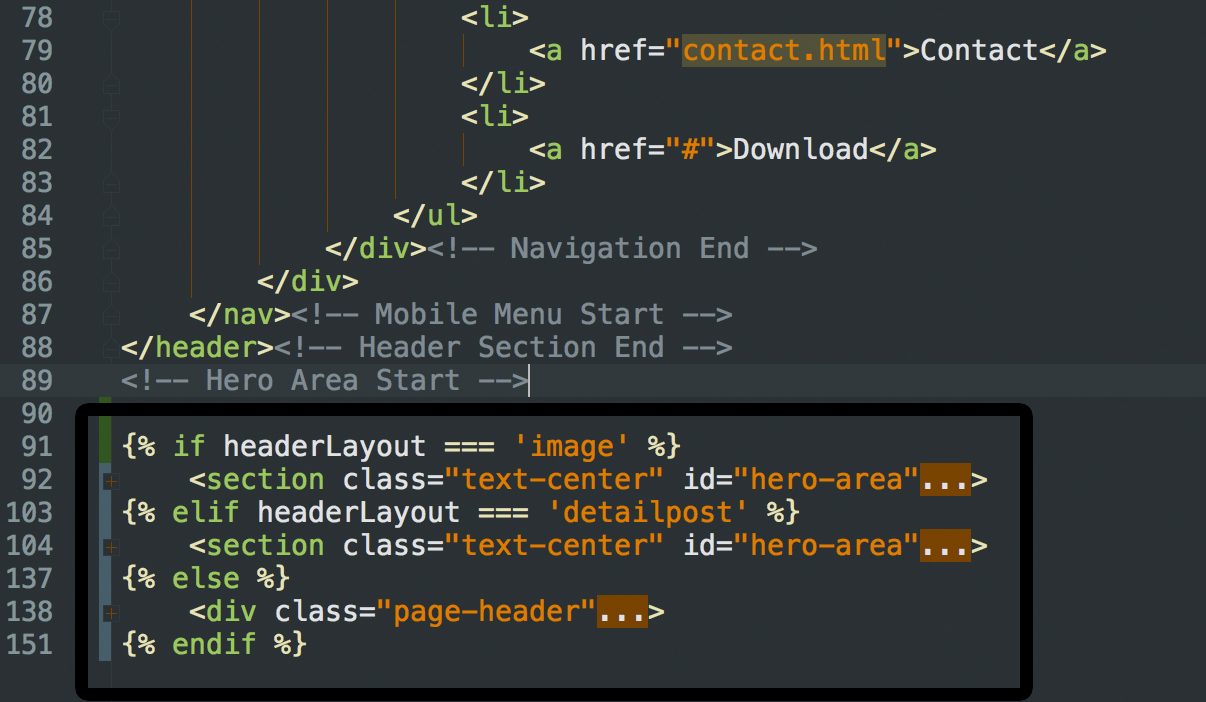 78 <li>
79 <a href="contact.html">Contact</a>
80 </li>
81 <li>
82 <a href="#">Download</a>
83 </li>
84 </ul>
85 </div><!-- Navigation End -->
86 </div>
87 </nav><!-- Mobile Menu Start -->
88 </header><!-- Header Section End -->
89 <!-- Hero Area Start -->
90
91 {% if headerLayout === 'image' %}
92 <section class="text-center" id="hero-area"...>
103 {% elif headerLayout === 'detailpost' %}
104 <section class="text-center" id="hero-area"...>
137 {% else %}
138 <div class="page-header"...>
151 {% endif %}